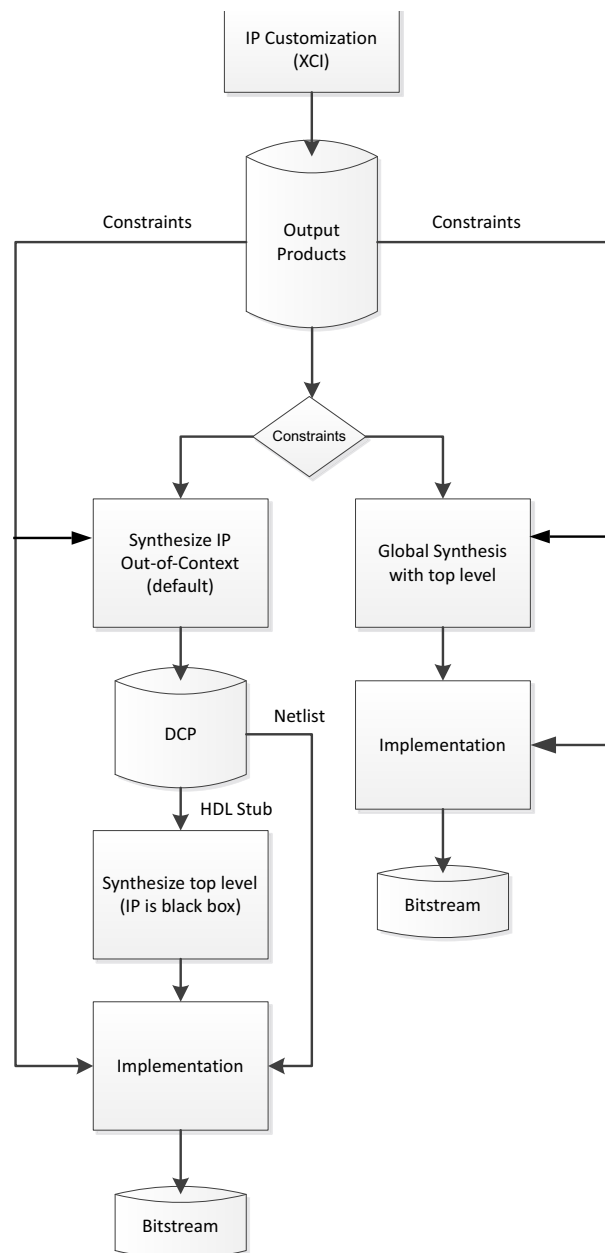 IP Customization
(XCI)
Constraints
Output
Products
Constraints
Constraints
Synthesize IP
Out-of-Context
(default)
Global Synthesis
with top level
DCP
Netlist
Implementation
HDL Stub
Synthesize top level
(IP is black box)
Bitstream
Implementation
Bitstream